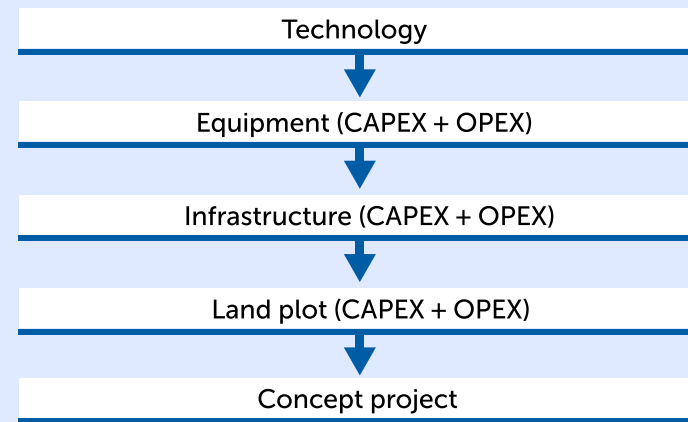 Technology
Equipment (CAPEX + OPEX)
Infrastructure (CAPEX + OPEX)
Land plot (CAPEX + OPEX)
Concept project